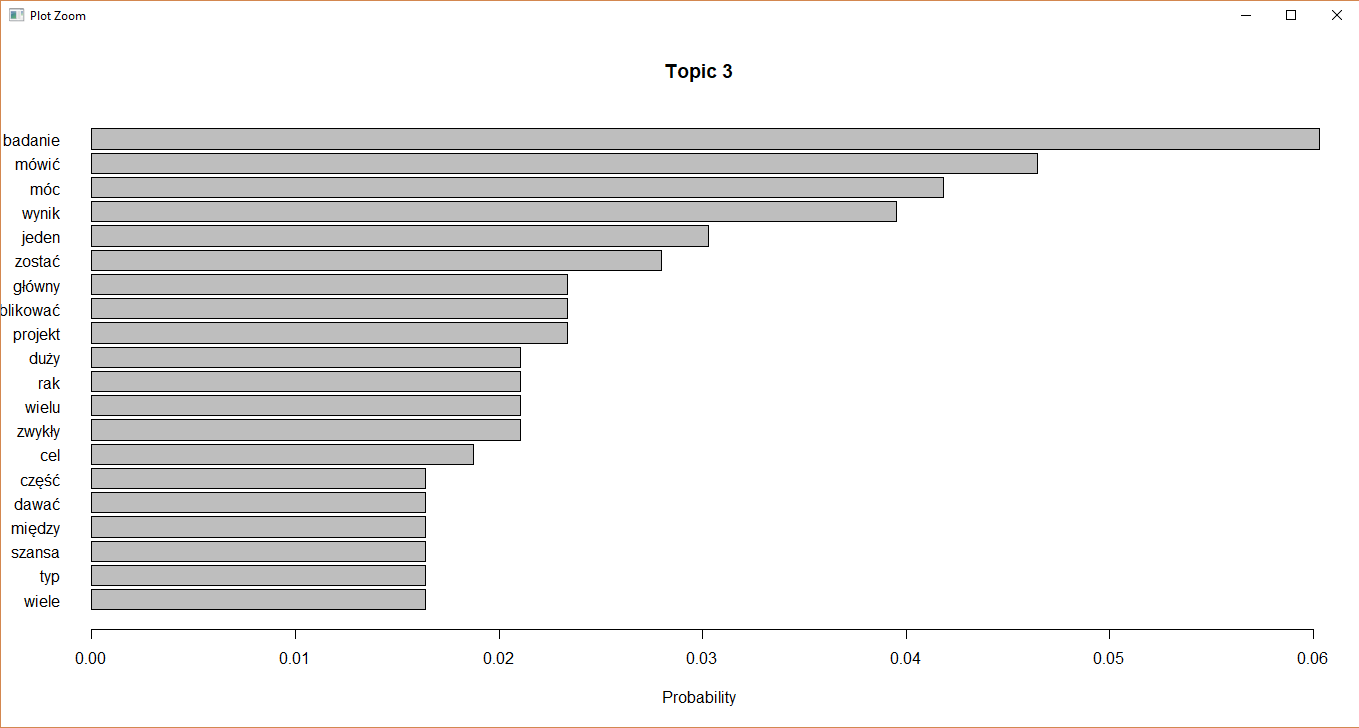 Plot Zoom
Topic 3
badanie
mówić
móc
wynik
jeden
zostać
główny
blikować
projekt
duży
rak
wielu
zwykły
cel
część
dawać
między
szansa
typ
wiele
0.00 0.01 0.02 0.03 0.04 0.05 0.06
Probability